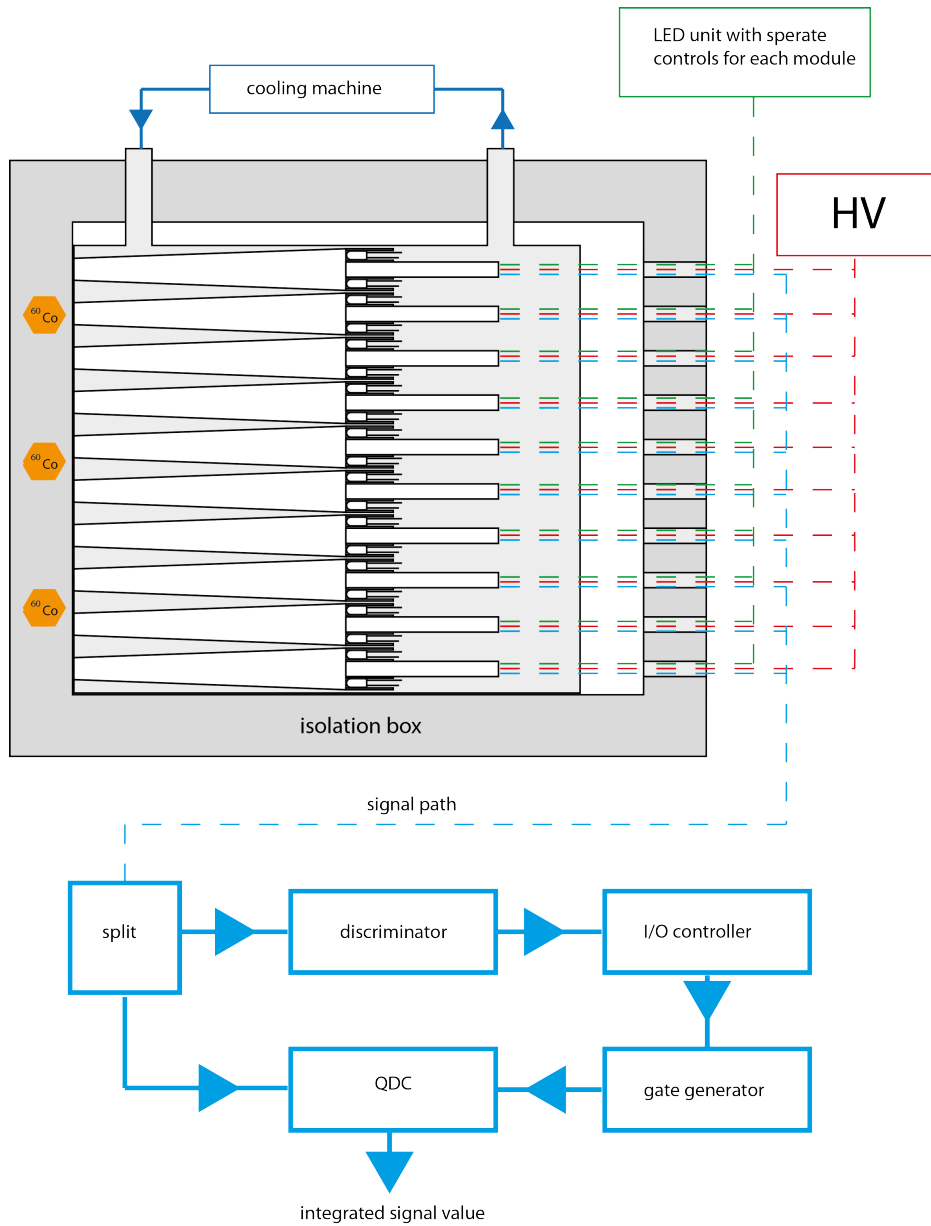 LED unit with sperate
controls for each module
cooling machine
HV
60Co
60Co
60Co
isolation box
signal path
split
discriminator
I/O controller
QDC
gate generator
integrated signal value